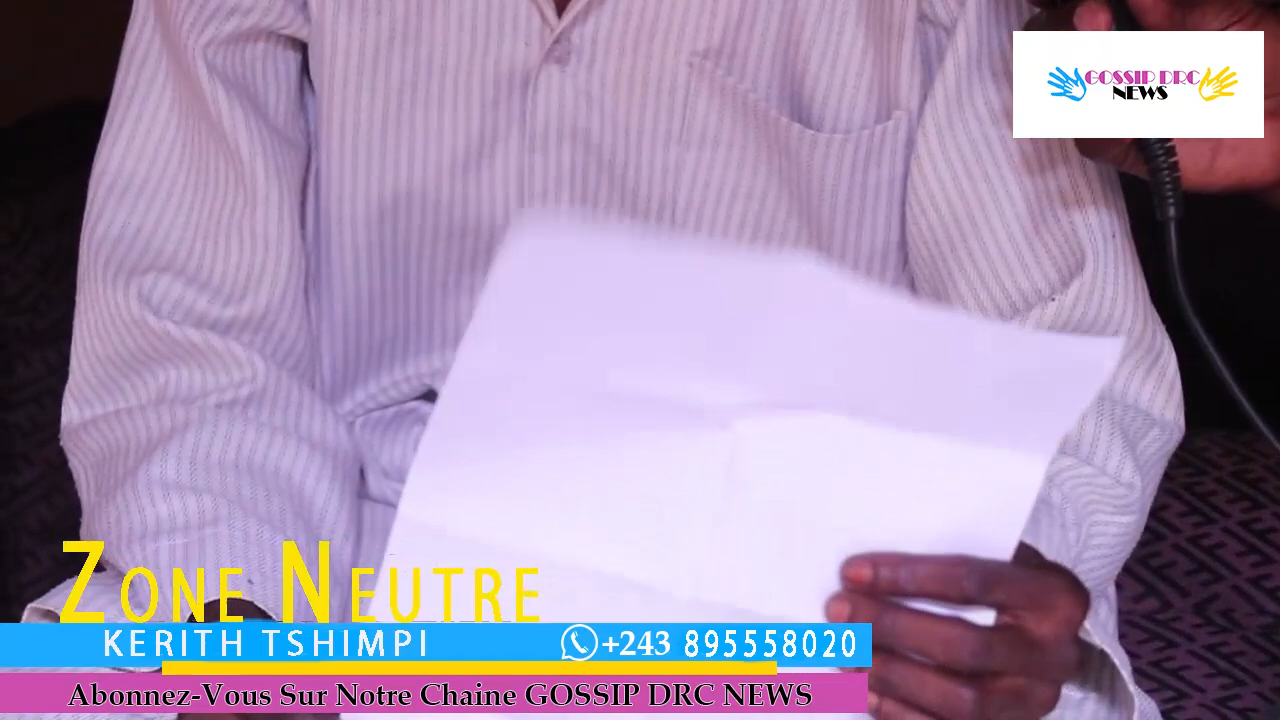 GOSSIP DRC
NEWS
ZONE NEUTRE
KERITH TSHIMPI +243 895558020
Abonnez-Vous Sur Notre Chaine GOSSIP DRC NEWS